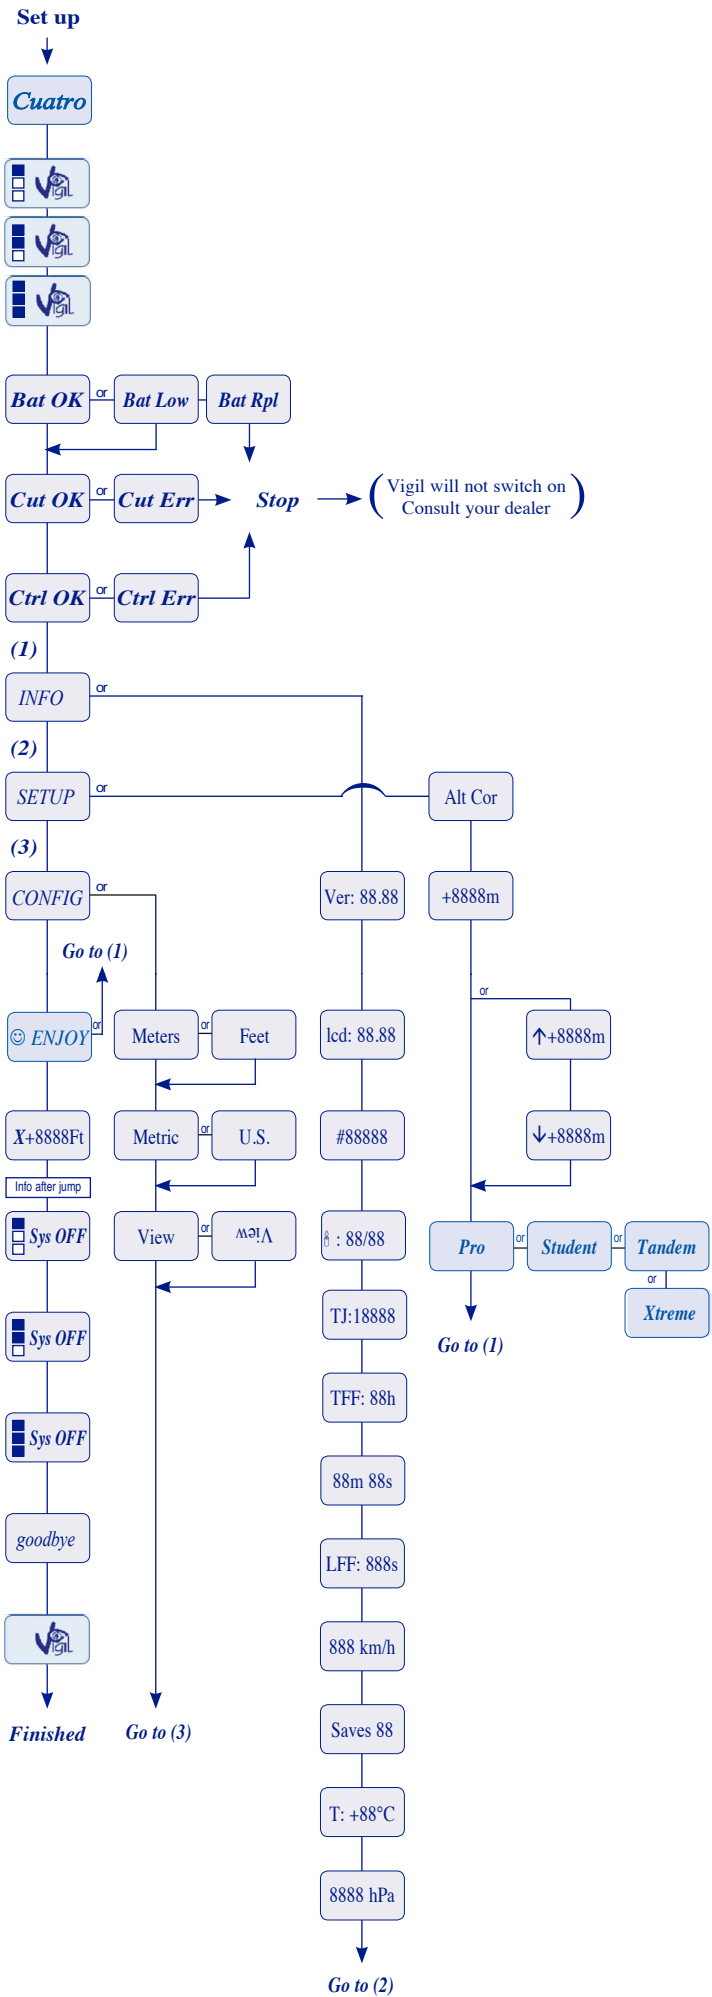 Set up
Cuatro
Vigil
Vigil
Vigil
Bat OK or Bat Low Bat Rpl
Cut OK or Cut Err Stop (Vigil will not switch on
Consult your dealer)
Ctrl OK or Ctrl Err
(1)
INFO or
(2)
SETUP or Alt Cor
(3)
CONFIG or Ver: 88.88 +8888m
Go to (1)
or
☺ ENJOY or Meters or Feet lcd: 88.88 ↑+8888m
X+8888Ft Metric or U.S. #88888 ↓+8888m
Info after jump
Sys OFF View or View : 88/88 Pro or Student or Tandem
or
TJ:18888 Xtreme
Sys OFF Go to (1)
TFF: 88h
Sys OFF
88m 88s
goodbye
LFF: 888s
Vigil 888 km/h
Finished Go to (3) Saves 88
T: +88°C
8888 hPa
Go to (2)